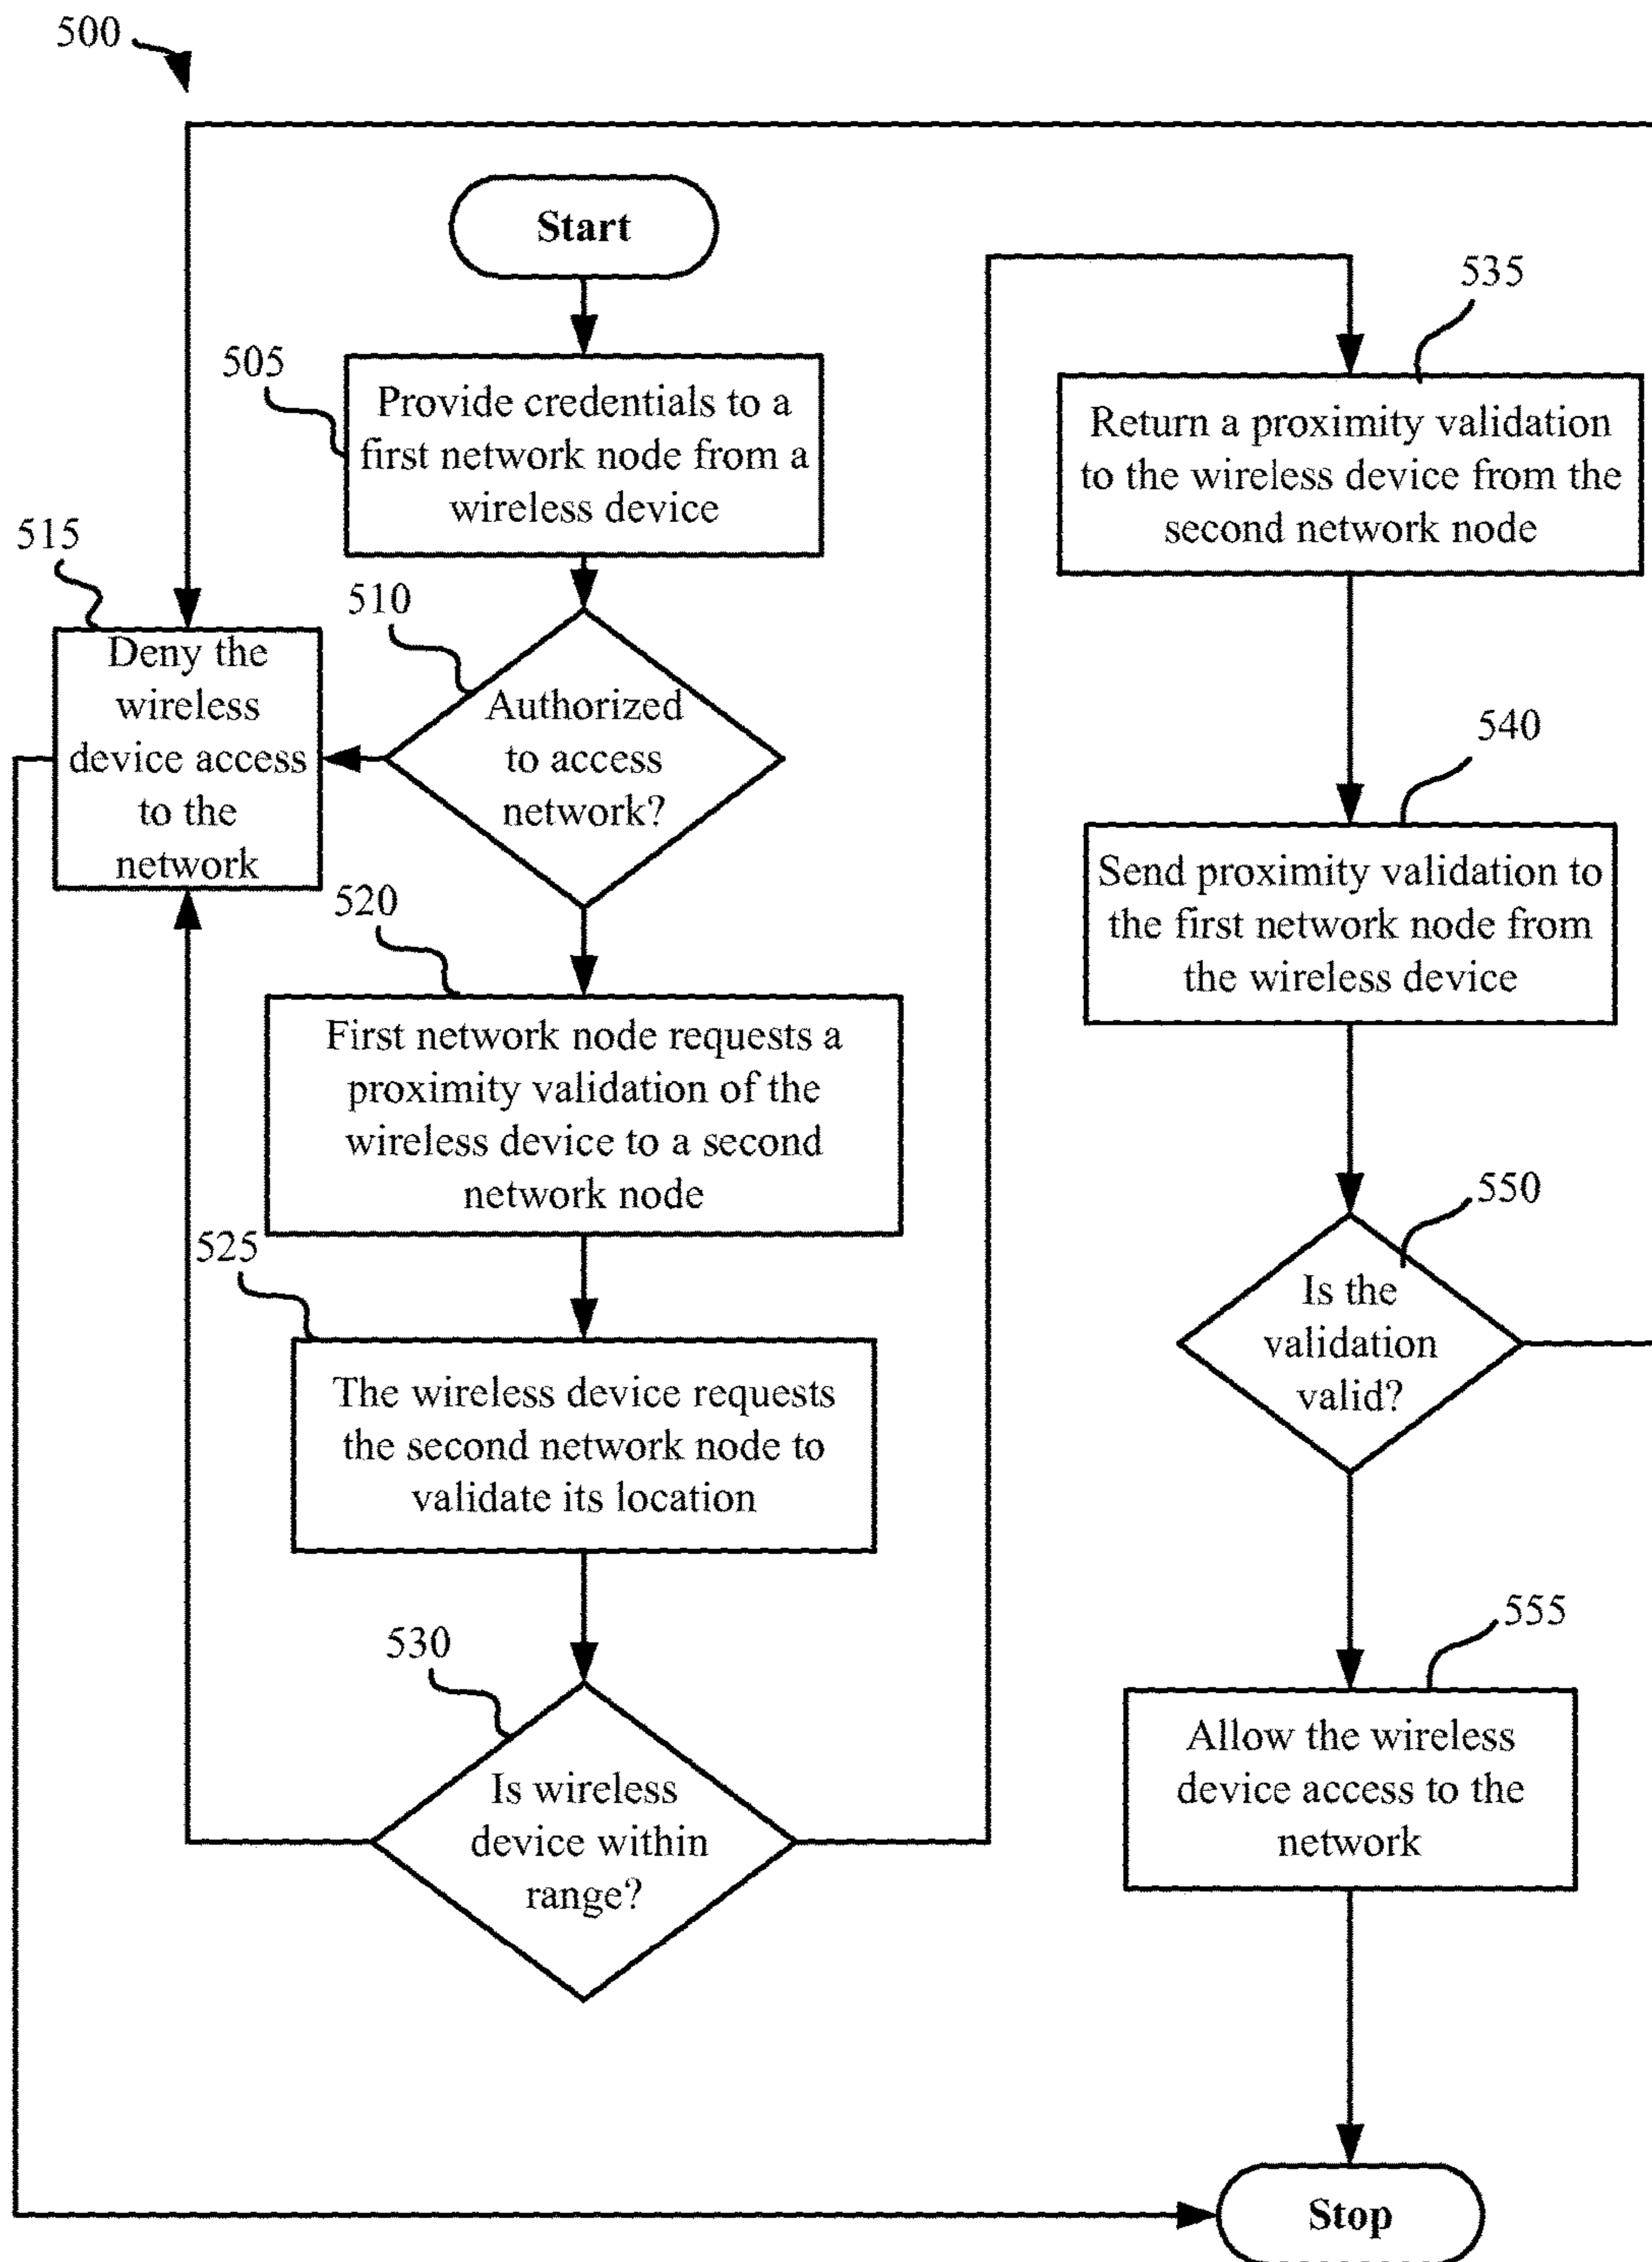 500
Start
505
Provide credentials to a
first network node from a
wireless device
510
Authorized
to access
network?
515
Deny the
wireless
device access
to the
network
520
First network node requests a
proximity validation of the
wireless device to a second
network node
525
The wireless device requests
the second network node to
validate its location
530
Is wireless
device within
range?
535
Return a proximity validation
to the wireless device from the
second network node
540
Send proximity validation to
the first network node from
the wireless device
550
Is the
validation
valid?
555
Allow the wireless
device access to the
network
Stop